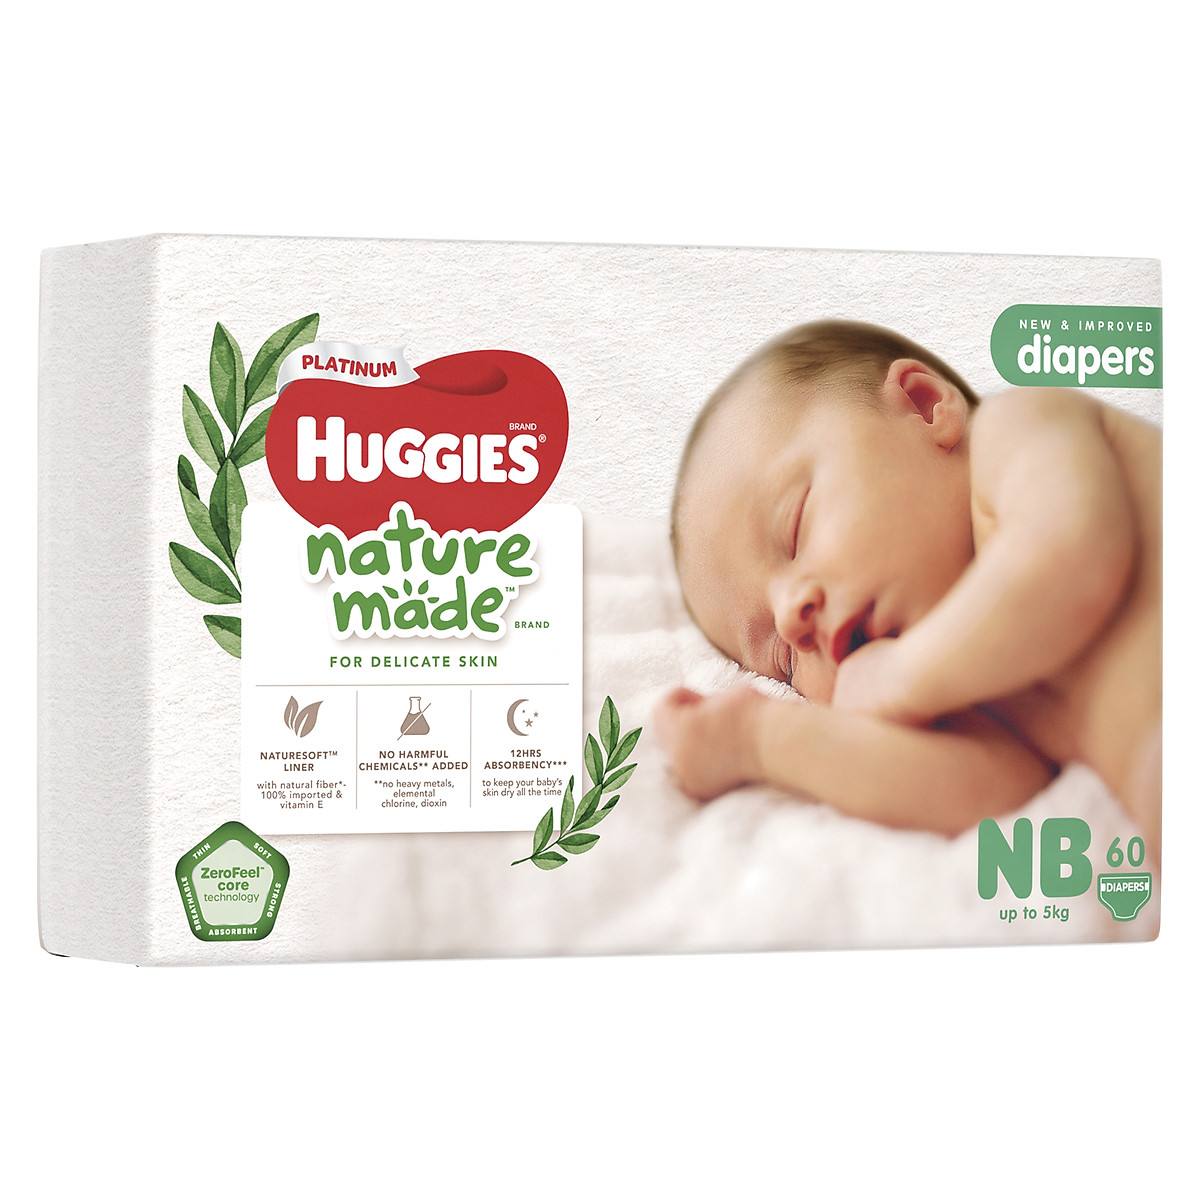 PLATINUM
BRAND
HUGGIES®
nature
made™
BRAND
FOR DELICATE SKIN
NATURESOFT™
LINER
with natural fiber*-
100% imported &
vitamin E
NO HARMFUL
CHEMICALS** ADDED
**no heavy metals,
elemental
chlorine, dioxin
12HRS
ABSORBENCY***
to keep your baby's
skin dry all the time
THIN
SOFT
STRONG
ABSORBENT
BREATHABLE
ZeroFeel™
core
technology
NEW & IMPROVED
diapers
NB
up to 5kg
60
DIAPERS